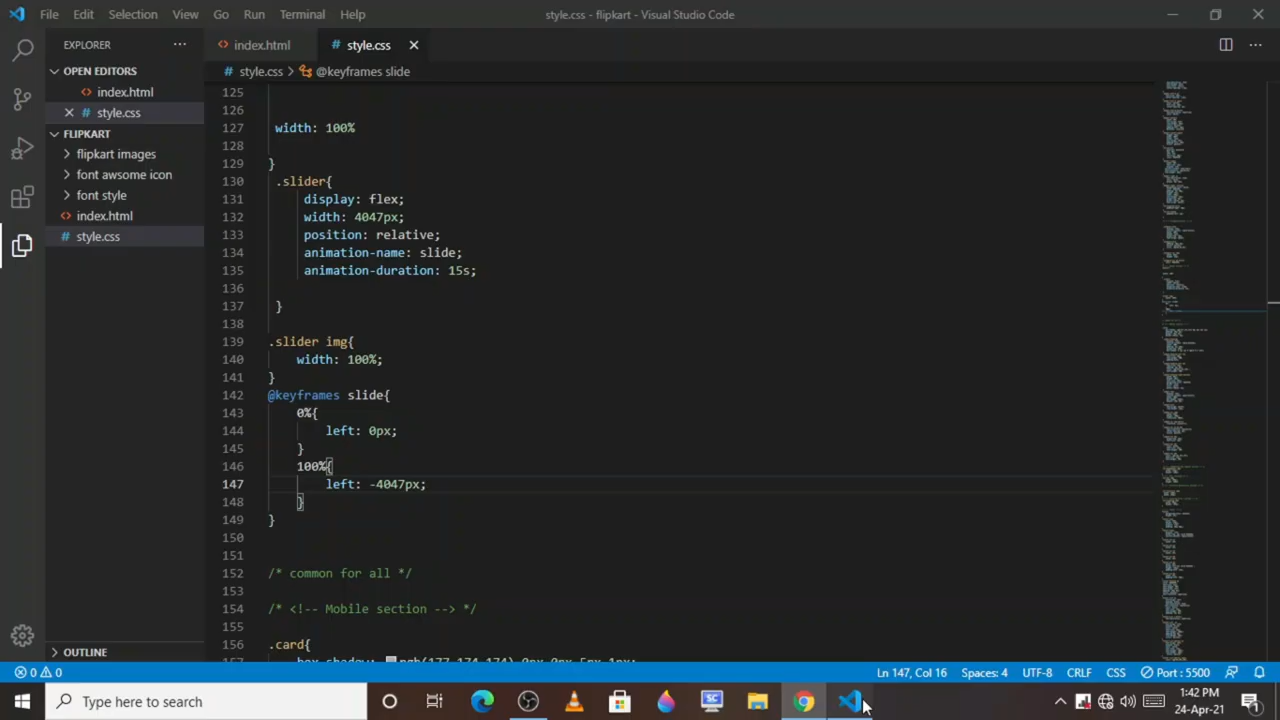 File Edit Selection View Go Run Terminal Help
style.css - flipkart - Visual Studio Code
EXPLORER
OPEN EDITORS
index.html
style.css
FLIPKART
flipkart images
font awsome icon
font style
index.html
style.css
OUTLINE
index.html
style.css
style.css > @keyframes slide
125
126
127 width: 100%
128
129 }
130 .slider{
131 display: flex;
132 width: 4047px;
133 position: relative;
134 animation-name: slide;
135 animation-duration: 15s;
136
137 }
138
139 .slider img{
140 width: 100%;
141 }
142 @keyframes slide{
143 0%{
144 left: 0px;
145 }
146 100%{
147 left: -4047px;
148 }
149 }
150
151
152 /* common for all */
153
154 /* <!-- Mobile section --> */
155
156 .card{
0 0
Ln 147, Col 16 Spaces: 4 UTF-8 CRLF CSS Port : 5500
Type here to search
1:42 PM
24-Apr-21
1